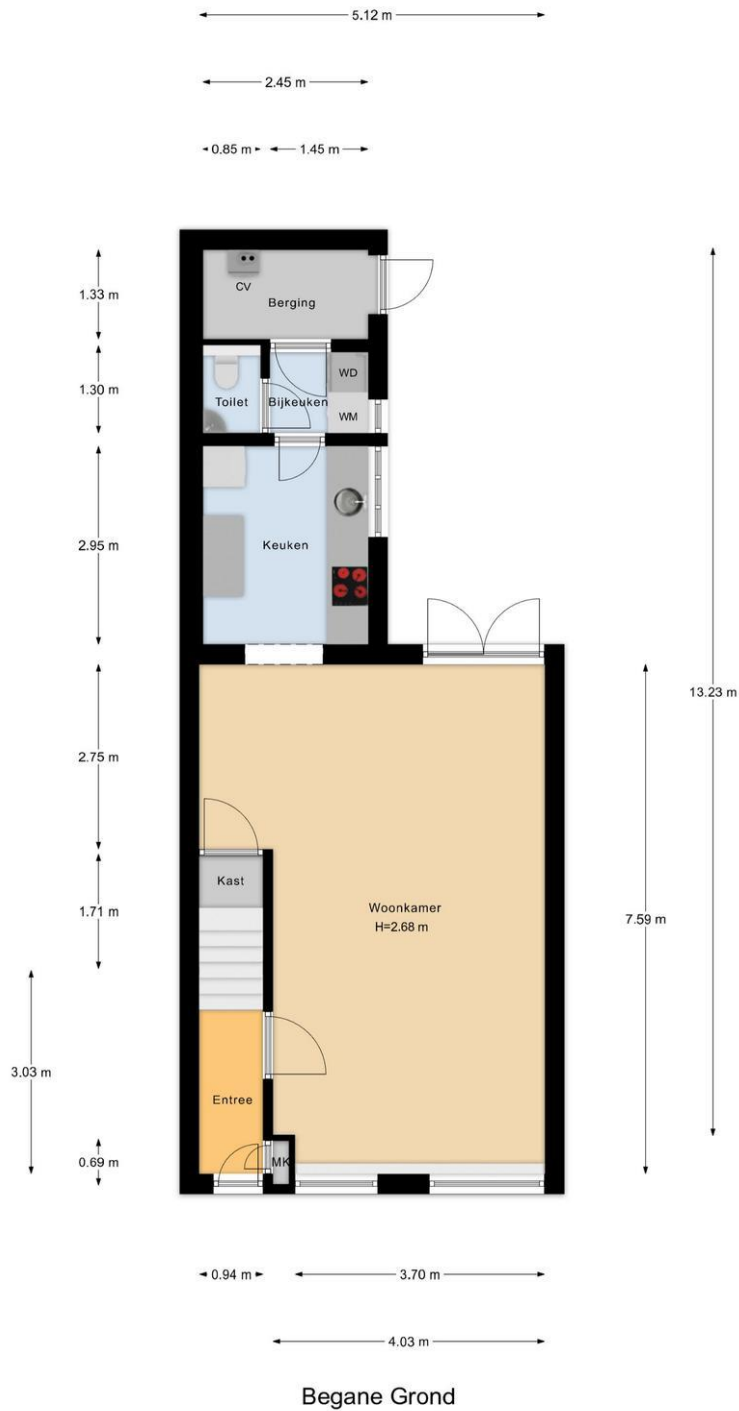 5.12 m
2.45 m
0.85 m
1.45 m
CV
1.33 m
Berging
1.30 m
WD
Toilet
Bijkeuken
WM
2.95 m
Keuken
13.23 m
2.75 m
Kast
1.71 m
Woonkamer
H=2.68 m
7.59 m
3.03 m
Entree
0.69 m
MK
0.94 m
3.70 m
4.03 m
Begane Grond